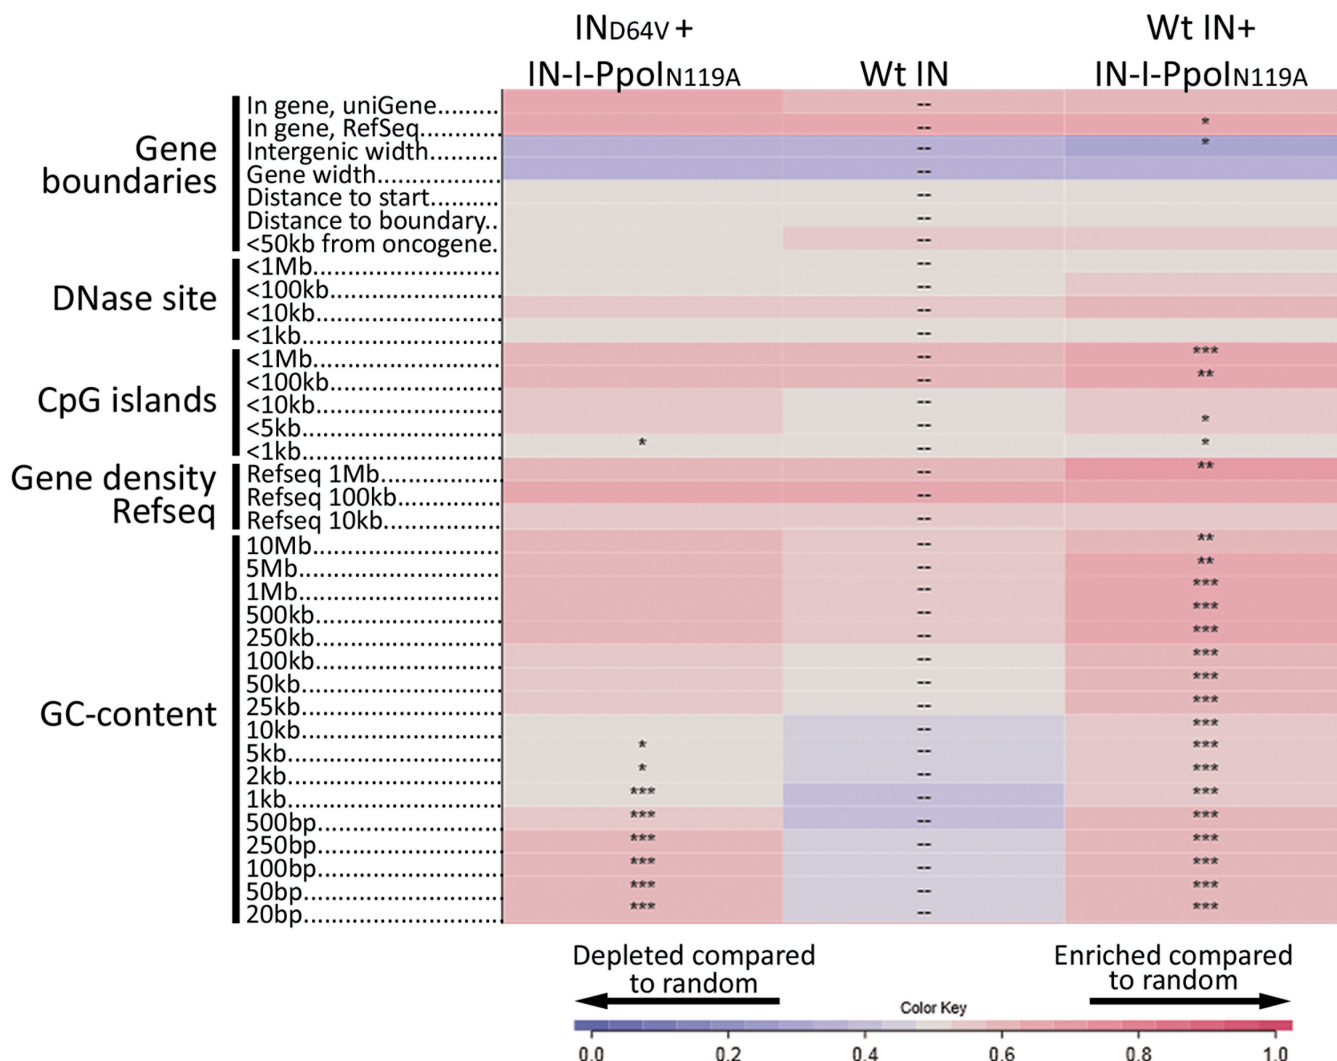 IND64V +
IN-I-PpoIN119A
Wt IN
Wt IN+
IN-I-PpoIN119A
Gene
boundaries
In gene, uniGene......... --
In gene, RefSeq............ -- *
Intergenic width.......... -- *
Gene width.................. --
Distance to start.......... --
Distance to boundary.. --
<50kb from oncogene. --
DNase site
<1Mb........................... --
<100kb........................ --
<10kb.......................... --
<1kb............................ --
CpG islands
<1Mb........................... -- ***
<100kb........................ -- **
<10kb.......................... --
<5kb............................ -- *
<1kb............................ * -- *
Gene density
Refseq
Refseq 1Mb................. -- **
Refseq 100kb.............. --
Refseq 10kb................ --
GC-content
10Mb........................... -- **
5Mb............................. -- **
1Mb............................. -- ***
500kb.......................... -- ***
250kb.......................... -- ***
100kb.......................... -- ***
50kb............................ -- ***
25kb............................ -- ***
10kb............................ -- ***
5kb.............................. * -- ***
2kb.............................. * -- ***
1kb.............................. *** -- ***
500bp.......................... *** -- ***
250bp.......................... *** -- ***
100bp.......................... *** -- ***
50bp............................ *** -- ***
20bp............................ *** -- ***
Depleted compared
to random
Enriched compared
to random
Color Key
0.0 0.2 0.4 0.6 0.8 1.0